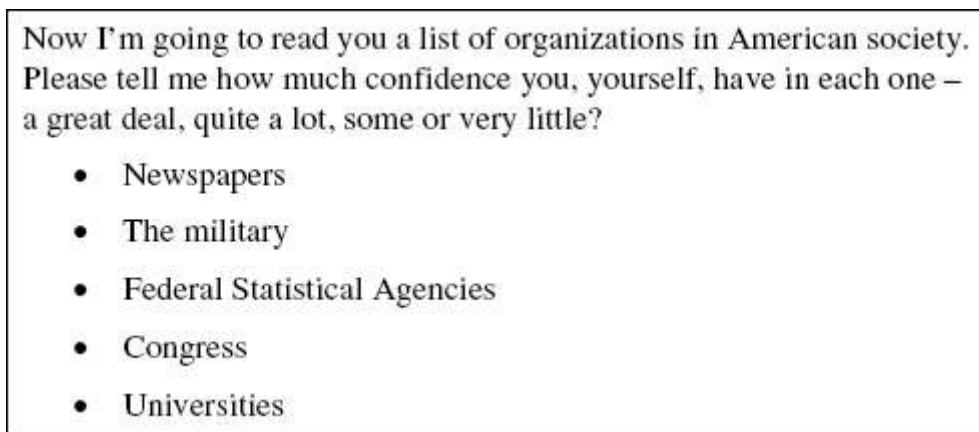 Now I'm going to read you a list of organizations in American society.
Please tell me how much confidence you, yourself, have in each one –
a great deal, quite a lot, some or very little?
• Newspapers
• The military
• Federal Statistical Agencies
• Congress
• Universities